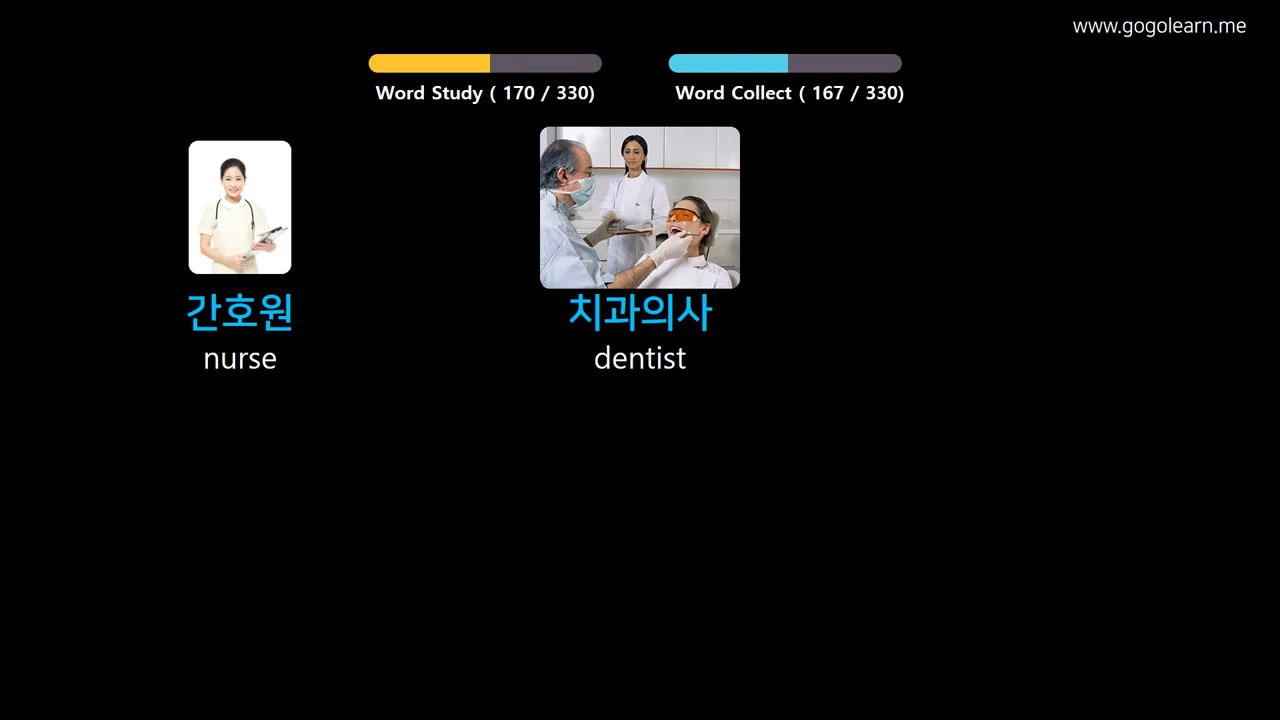 www.gogolearn.me
Word Study ( 170 / 330)
Word Collect ( 167 / 330)
간호원
nurse
치과의사
dentist